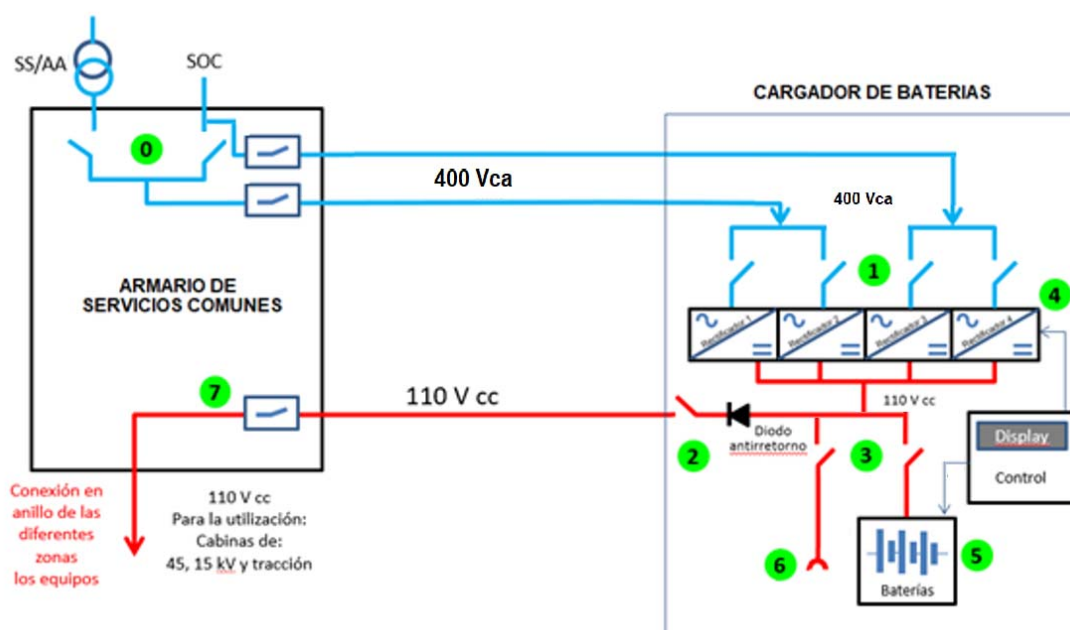 SS/AA
SOC
CARGADOR DE BATERIAS
0
400 Vca
400 Vca
ARMARIO DE
SERVICIOS COMUNES
1
4
Rectificador 1
Rectificador 2
Rectificador 3
Rectificador 4
7
110 V cc
110 V cc
Diodo
antirretorno
2
3
Display
Control
Conexión en
anillo de las
diferentes
zonas
los equipos
110 V cc
Para la utilización:
Cabinas de:
45, 15 kV y tracción
6
5
Baterías